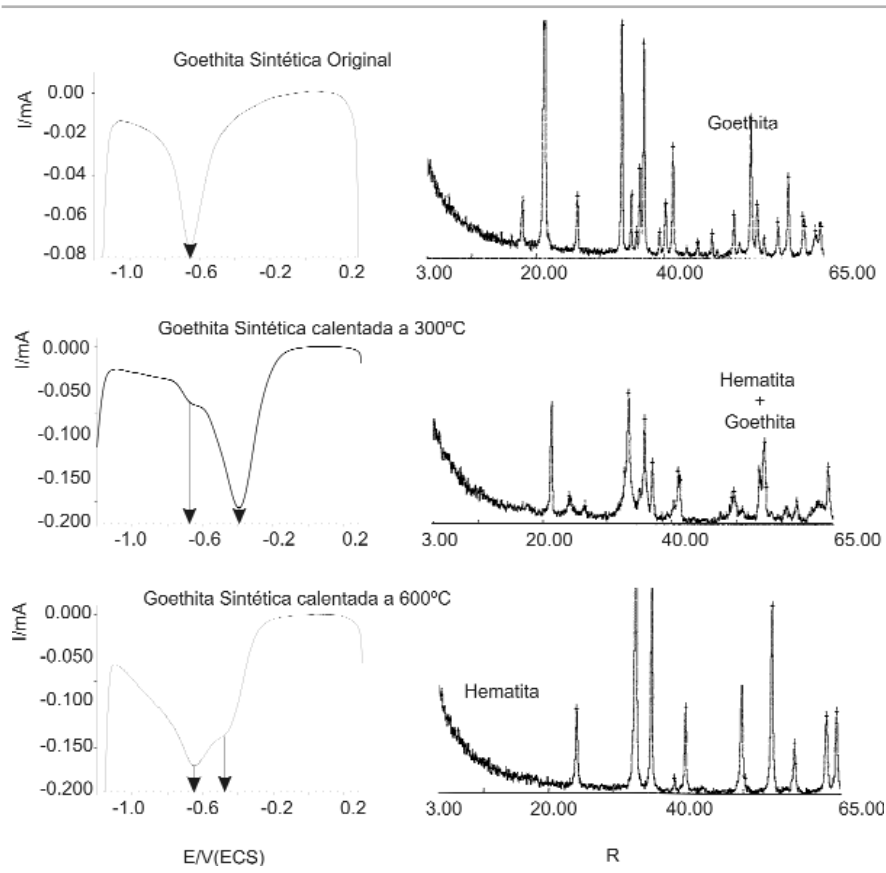 Goethita Sintética Original
I/mA
0.00
-0.02
-0.04
-0.06
-0.08
-1.0 -0.6 -0.2 0.2
Goethita
3.00 20.00 40.00 65.00
Goethita Sintética calentada a 300ºC
I/mA
0.000
-0.050
-0.100
-0.150
-0.200
-1.0 -0.6 -0.2 0.2
Hematita
+
Goethita
3.00 20.00 40.00 65.00
Goethita Sintética calentada a 600ºC
I/mA
0.000
-0.050
-0.100
-0.150
-0.200
-1.0 -0.6 -0.2 0.2
Hematita
3.00 20.00 40.00 65.00
E/V(ECS)
R